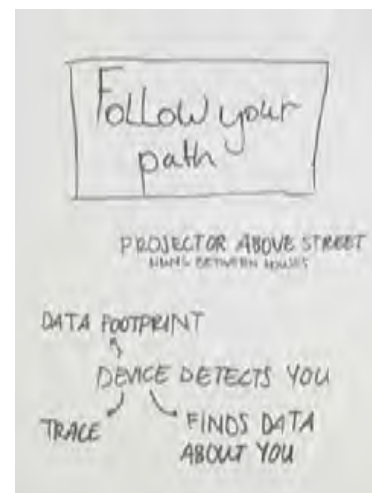 Follow your
path
PROJECTOR ABOVE STREET
HUNG BETWEEN HOUSES
DATA FOOTPRINT
DEVICE DETECTS YOU
TRACE
FINDS DATA
ABOUT YOU